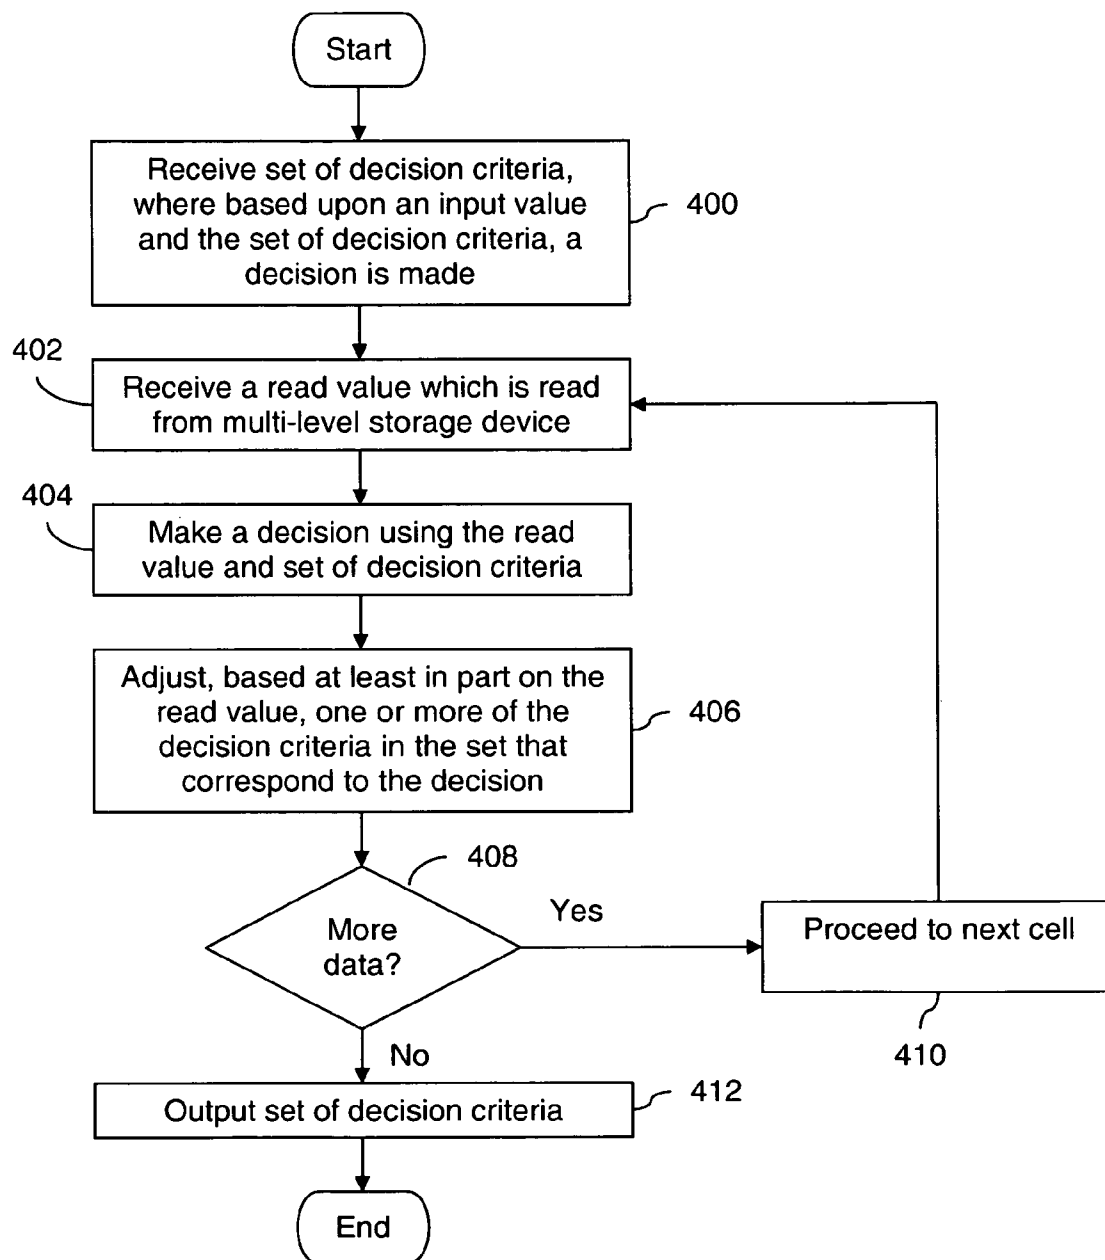 Start
Receive set of decision criteria,
where based upon an input value
and the set of decision criteria, a
decision is made
400
402
Receive a read value which is read
from multi-level storage device
404
Make a decision using the read
value and set of decision criteria
Adjust, based at least in part on the
read value, one or more of the
decision criteria in the set that
correspond to the decision
406
408
More
data?
Yes
Proceed to next cell
410
No
Output set of decision criteria
412
End